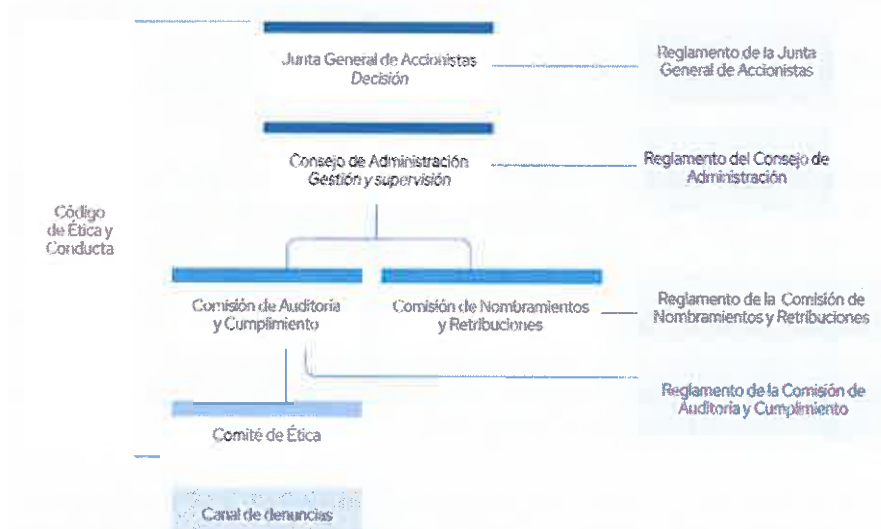 Junta General de Accionistas
Decisión
Reglamento de la Junta
General de Accionistas
Consejo de Administración
Gestión y supervisión
Reglamento del Consejo de
Administración
Código
de Ética y
Conducta
Comisión de Auditoria
y Cumplimiento
Comisión de Nombramientos
y Retribuciones
Reglamento de la Comisión de
Nombramientos y Retribuciones
Reglamento de la Comisión de
Auditoria y Cumplimiento
Comité de Ética
Canal de denuncias